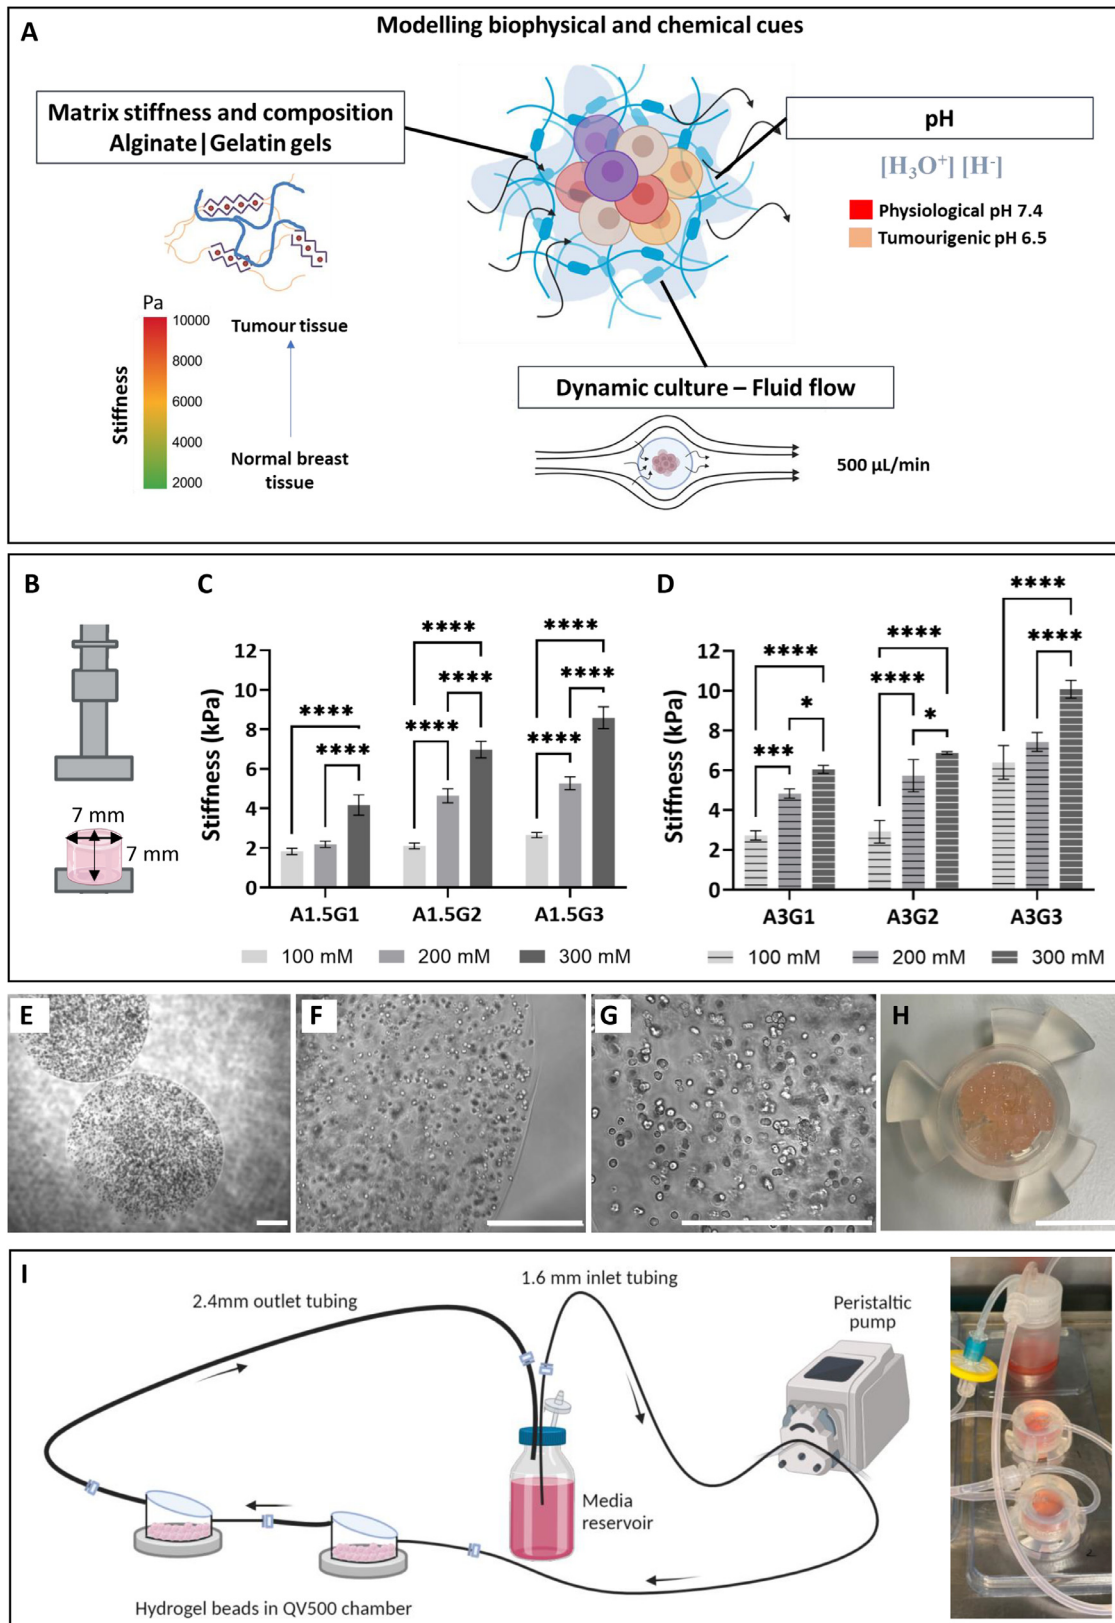 A
Modelling biophysical and chemical cues
Matrix stiffness and composition
Alginate|Gelatin gels
pH
[H₃O⁺] [H⁻]
Physiological pH 7.4
Tumourigenic pH 6.5
Pa
10000
8000
6000
4000
2000
Stiffness
Tumour tissue
Normal breast
tissue
Dynamic culture – Fluid flow
500 µL/min
B
7 mm
7 mm
C
Stiffness (kPa)
12
10
8
6
4
2
0
**** **** **** **** **** **** **** ****
A1.5G1 A1.5G2 A1.5G3
100 mM 200 mM 300 mM
D
Stiffness (kPa)
12
10
8
6
4
2
0
**** * *** **** **** * **** ****
A3G1 A3G2 A3G3
100 mM 200 mM 300 mM
E
F
G
H
I
2.4mm outlet tubing
1.6 mm inlet tubing
Peristaltic
pump
Media
reservoir
Hydrogel beads in QV500 chamber